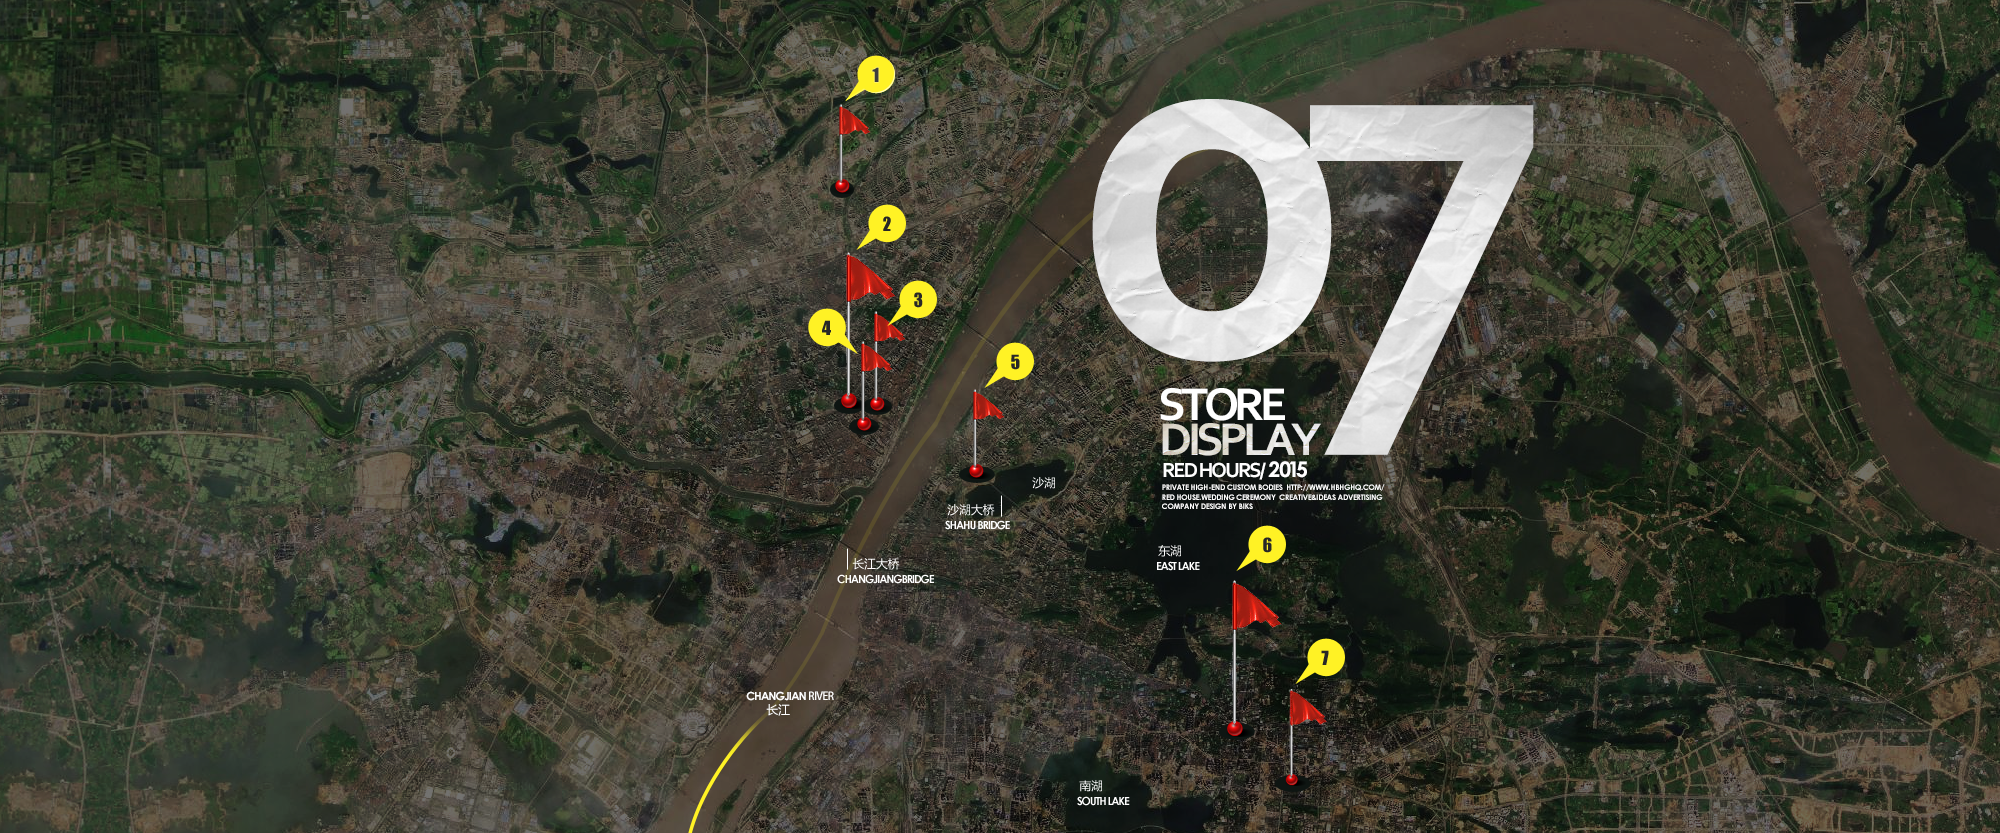 1
2
3
4
5
07
STORE
DISPLAY
RED HOURS/ 2015
PRIVATE HIGH-END CUSTOM BODIES HTTP://WWW.HBHGHQ.COM/
RED HOUSE.WEDDING CEREMONY CREATIVE&IDEAS ADVERTISING
COMPANY DESIGN BY BIKS
沙湖
沙湖大桥
SHAHU BRIDGE
长江大桥
CHANGJIANGBRIDGE
东湖
EAST LAKE
6
7
CHANGJIAN RIVER
长江
南湖
SOUTH LAKE